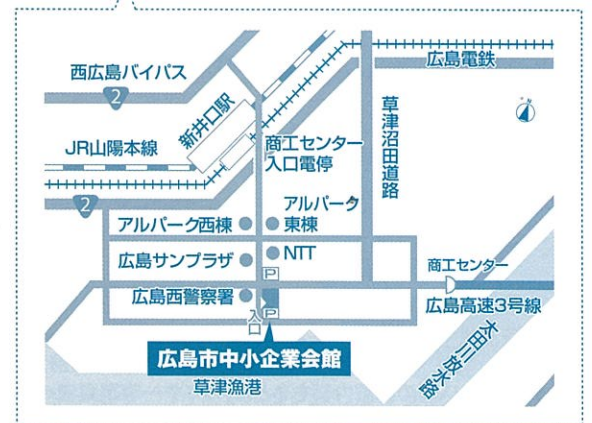 西広島バイパス
2
広島電鉄
新井口駅
草津沼田道路
N
JR山陽本線
商工センター
入口電停
2
アルパーク
アルパーク西棟
東棟
広島サンプラザ
NTT
P
商工センター
広島西警察署
広島高速3号線
P
入口
太田川放水路
広島市中小企業会館
草津漁港